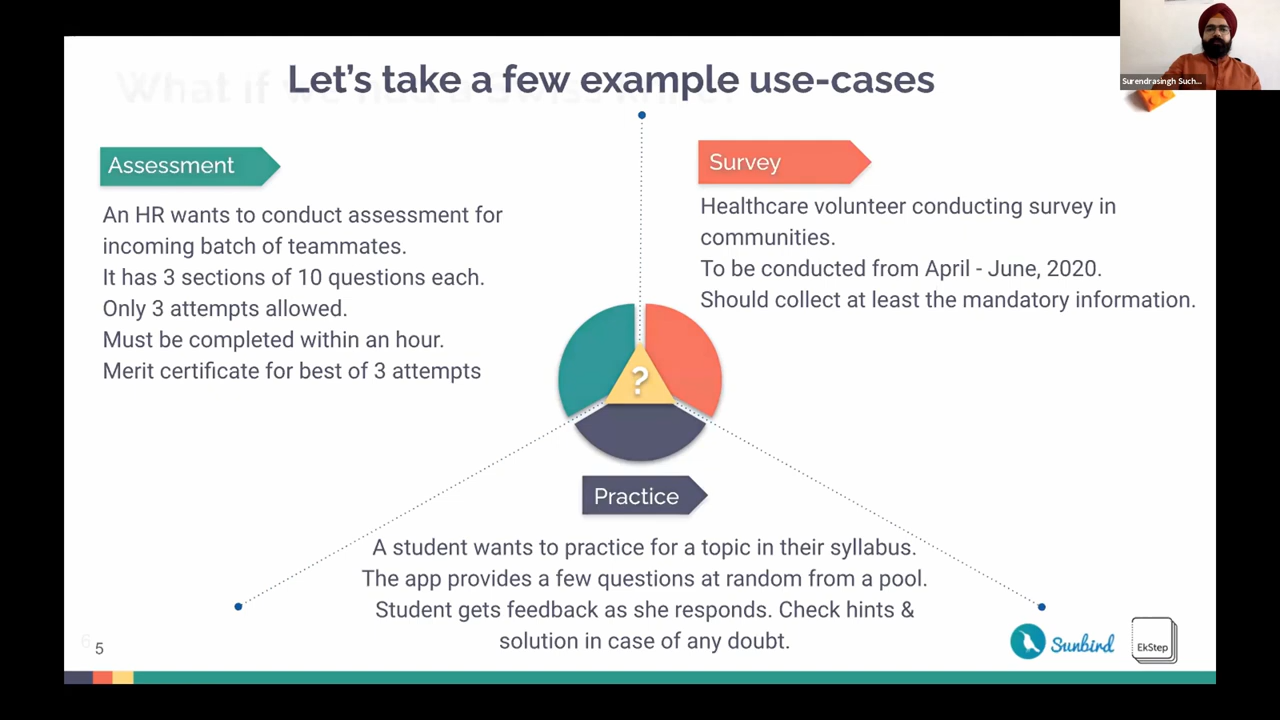 Let's take a few example use-cases
Surendrasingh Such...
Assessment
An HR wants to conduct assessment for
incoming batch of teammates.
It has 3 sections of 10 questions each.
Only 3 attempts allowed.
Must be completed within an hour.
Merit certificate for best of 3 attempts
Survey
Healthcare volunteer conducting survey in
communities.
To be conducted from April - June, 2020.
Should collect at least the mandatory information.
?
Practice
A student wants to practice for a topic in their syllabus.
The app provides a few questions at random from a pool.
Student gets feedback as she responds. Check hints &
solution in case of any doubt.
5
Sunbird
EkStep